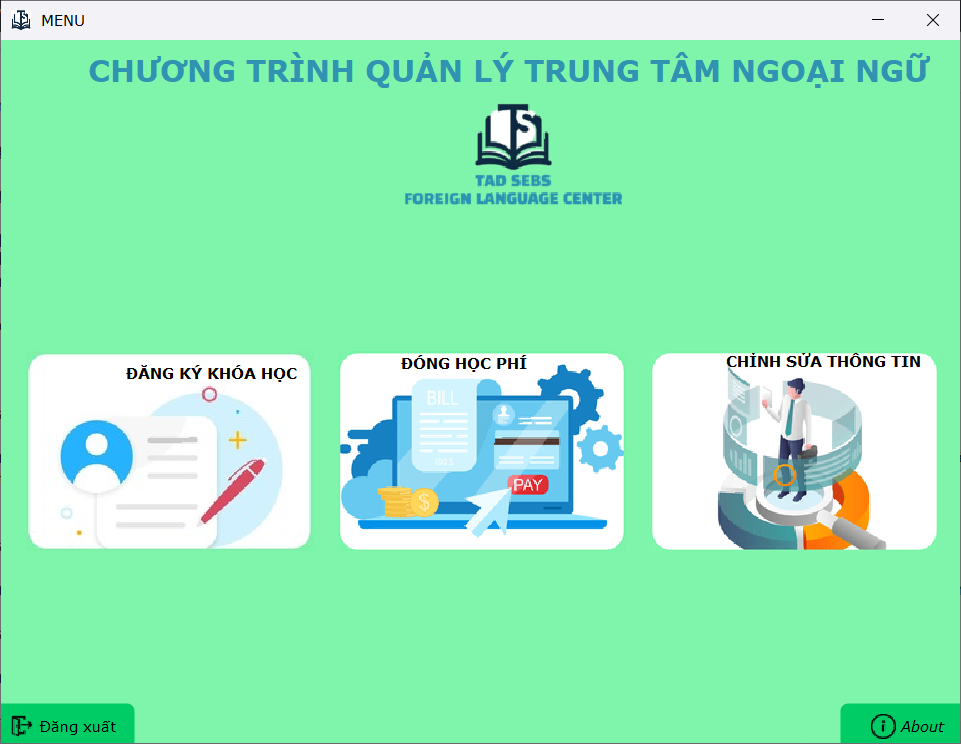 MENU
CHƯƠNG TRÌNH QUẢN LÝ TRUNG TÂM NGOẠI NGỮ
TS
TAD SEBS
FOREIGN LANGUAGE CENTER
ĐĂNG KÝ KHÓA HỌC
ĐÓNG HỌC PHÍ
CHỈNH SỬA THÔNG TIN
BILL
$
PAY
Đăng xuất
About